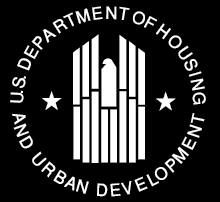 U.S. DEPARTMENT OF HOUSING
AND URBAN DEVELOPMENT